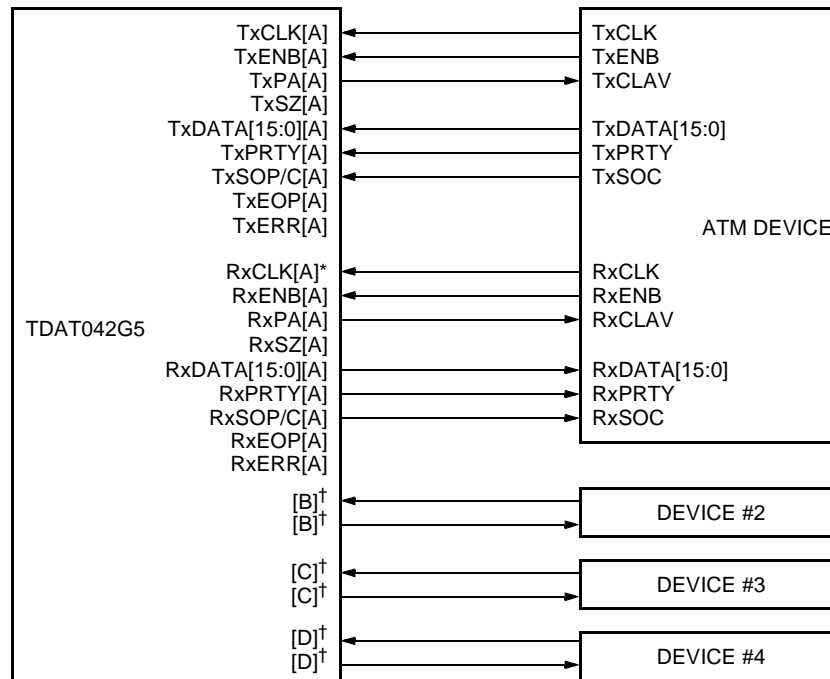 TxCLK[A] TxCLK
TxENB[A] TxENB
TxPA[A] TxCLAV
TxSZ[A]
TxDATA[15:0][A] TxDATA[15:0]
TxPRTY[A] TxPRTY
TxSOP/C[A] TxSOC
TxEOP[A]
TxERR[A] ATM DEVICE
RxCLK[A]* RxCLK
RxENB[A] RxENB
TDAT042G5 RxPA[A] RxCLAV
RxSZ[A]
RxDATA[15:0][A] RxDATA[15:0]
RxPRTY[A] RxPRTY
RxSOP/C[A] RxSOC
RxEOP[A]
RxERR[A]
[B]†
[B]† DEVICE #2
[C]†
[C]† DEVICE #3
[D]†
[D]† DEVICE #4